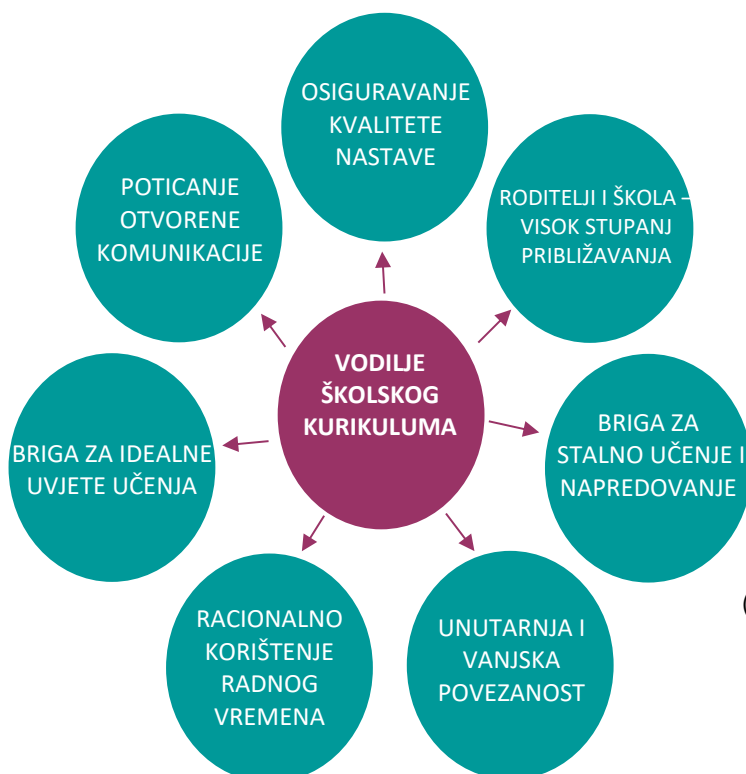 OSIGURAVANJE
KVALITETE
NASTAVE
RODITELJI I ŠKOLA –
VISOK STUPANJ
PRIBLIŽAVANJA
BRIGA ZA
STALNO UČENJE I
NAPREDOVANJE
UNUTARNJA I
VANJSKA
POVEZANOST
RACIONALNO
KORIŠTENJE
RADNOG
VREMENA
BRIGA ZA IDEALNE
UVJETE UČENJA
POTICANJE
OTVORENE
KOMUNIKACIJE
VODILJE
ŠKOLSKOG
KURIKULUMA
(